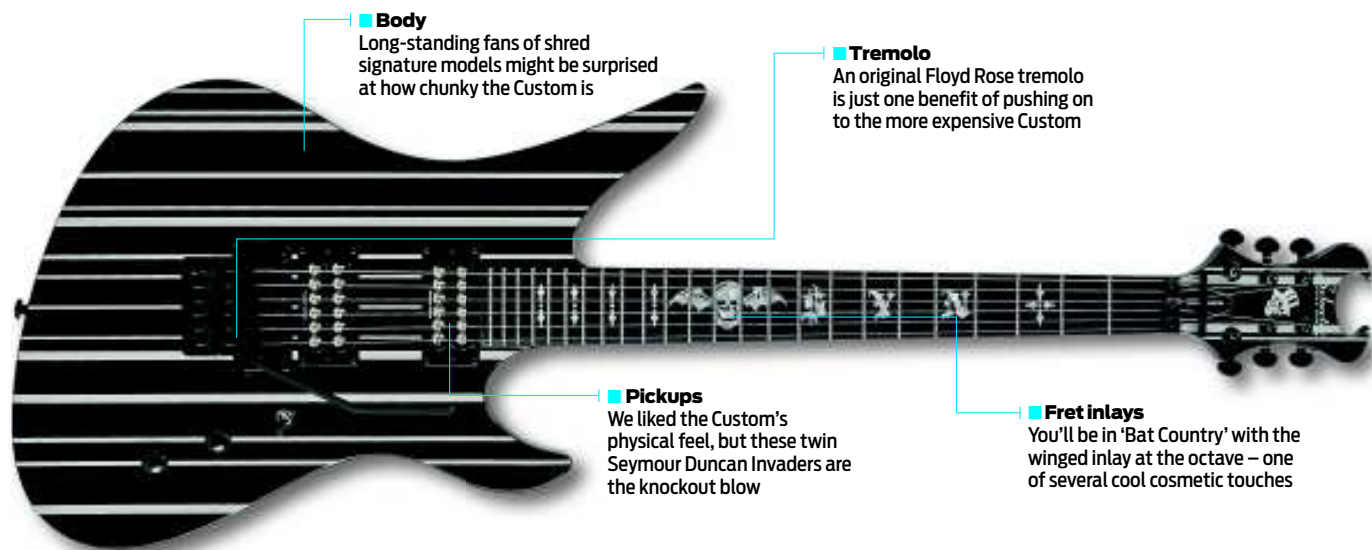 Body
Long-standing fans of shred
signature models might be surprised
at how chunky the Custom is
Tremolo
An original Floyd Rose tremolo
is just one benefit of pushing on
to the more expensive Custom
Pickups
We liked the Custom's
physical feel, but these twin
Seymour Duncan Invaders are
the knockout blow
Fret inlays
You'll be in ‘Bat Country’ with the
winged inlay at the octave – one
of several cool cosmetic touches